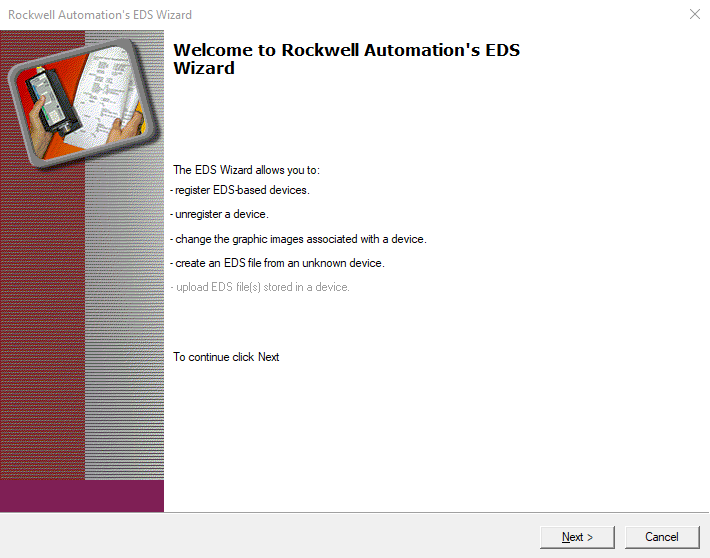 Rockwell Automation's EDS Wizard
Welcome to Rockwell Automation's EDS
Wizard
The EDS Wizard allows you to:
- register EDS-based devices.
- unregister a device.
- change the graphic images associated with a device.
- create an EDS file from an unknown device.
- upload EDS file(s) stored in a device.
To continue click Next
Next >
Cancel